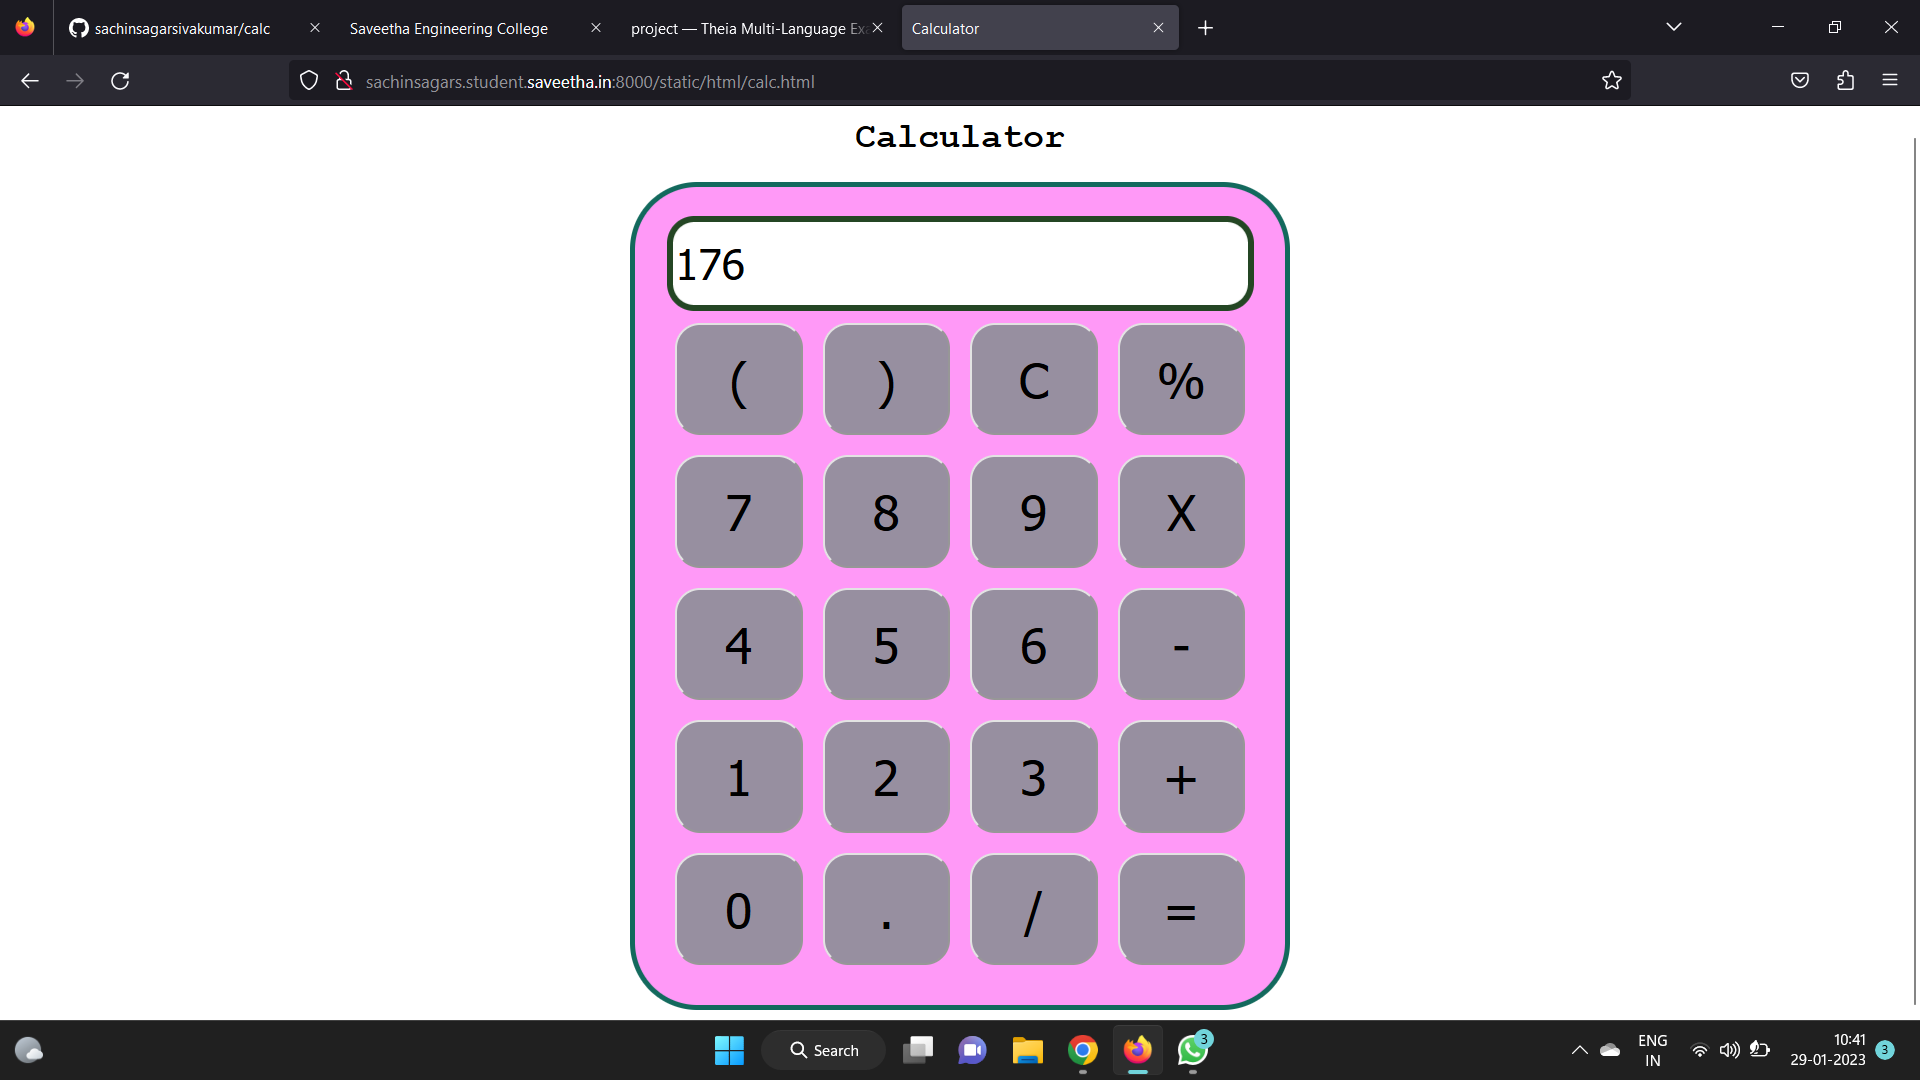 sachinsagarsivakumar/calc
Saveetha Engineering College
project — Theia Multi-Language Ex
Calculator
sachinsagars.student.saveetha.in:8000/static/html/calc.html
Calculator
176
( ) C %
7 8 9 X
4 5 6 -
1 2 3 +
0 . / =
Search
3
ENG
IN
10:41
29-01-2023
3